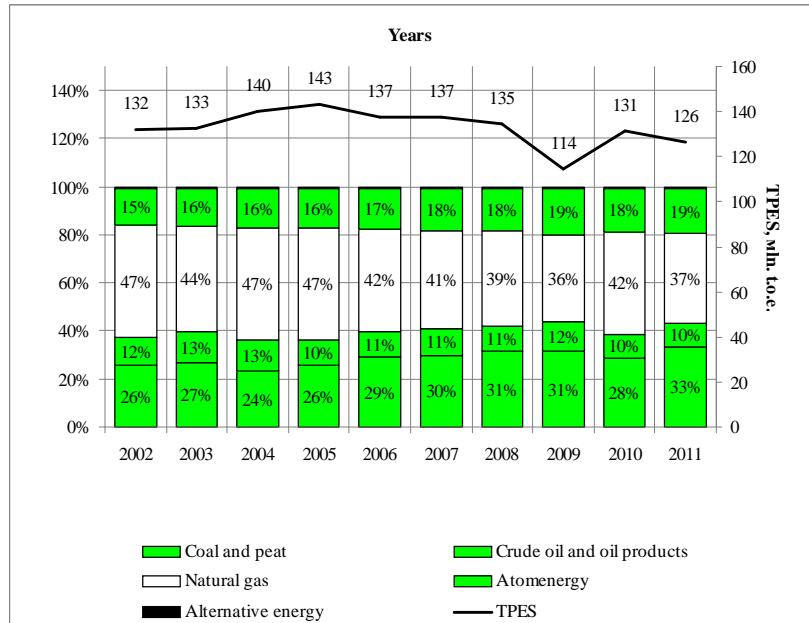 Years
160
140% 132 133 140 143 137 137 135 131 126 140
120% 114 120
100% 100
15% 16% 16% 16% 17% 18% 18% 19% 18% 19%
80% 80
47% 44% 47% 47% 42% 41% 39% 36% 42% 37%
60% 60
40% 40
12% 13% 13% 10% 11% 11% 11% 12% 10% 10%
20% 20
26% 27% 24% 26% 29% 30% 31% 31% 28% 33%
0% 0
2002 2003 2004 2005 2006 2007 2008 2009 2010 2011
TPES, мln. t.o.e.
Coal and peat Crude oil and oil products
Natural gas Atomenergy
Alternative energy TPES